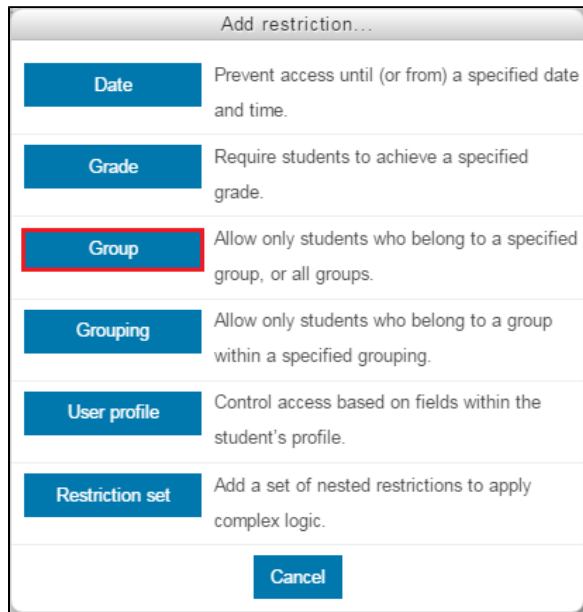 Add restriction...
Date
Prevent access until (or from) a specified date
and time.
Grade
Require students to achieve a specified
grade.
Group
Allow only students who belong to a specified
group, or all groups.
Grouping
Allow only students who belong to a group
within a specified grouping.
User profile
Control access based on fields within the
student's profile.
Restriction set
Add a set of nested restrictions to apply
complex logic.
Cancel